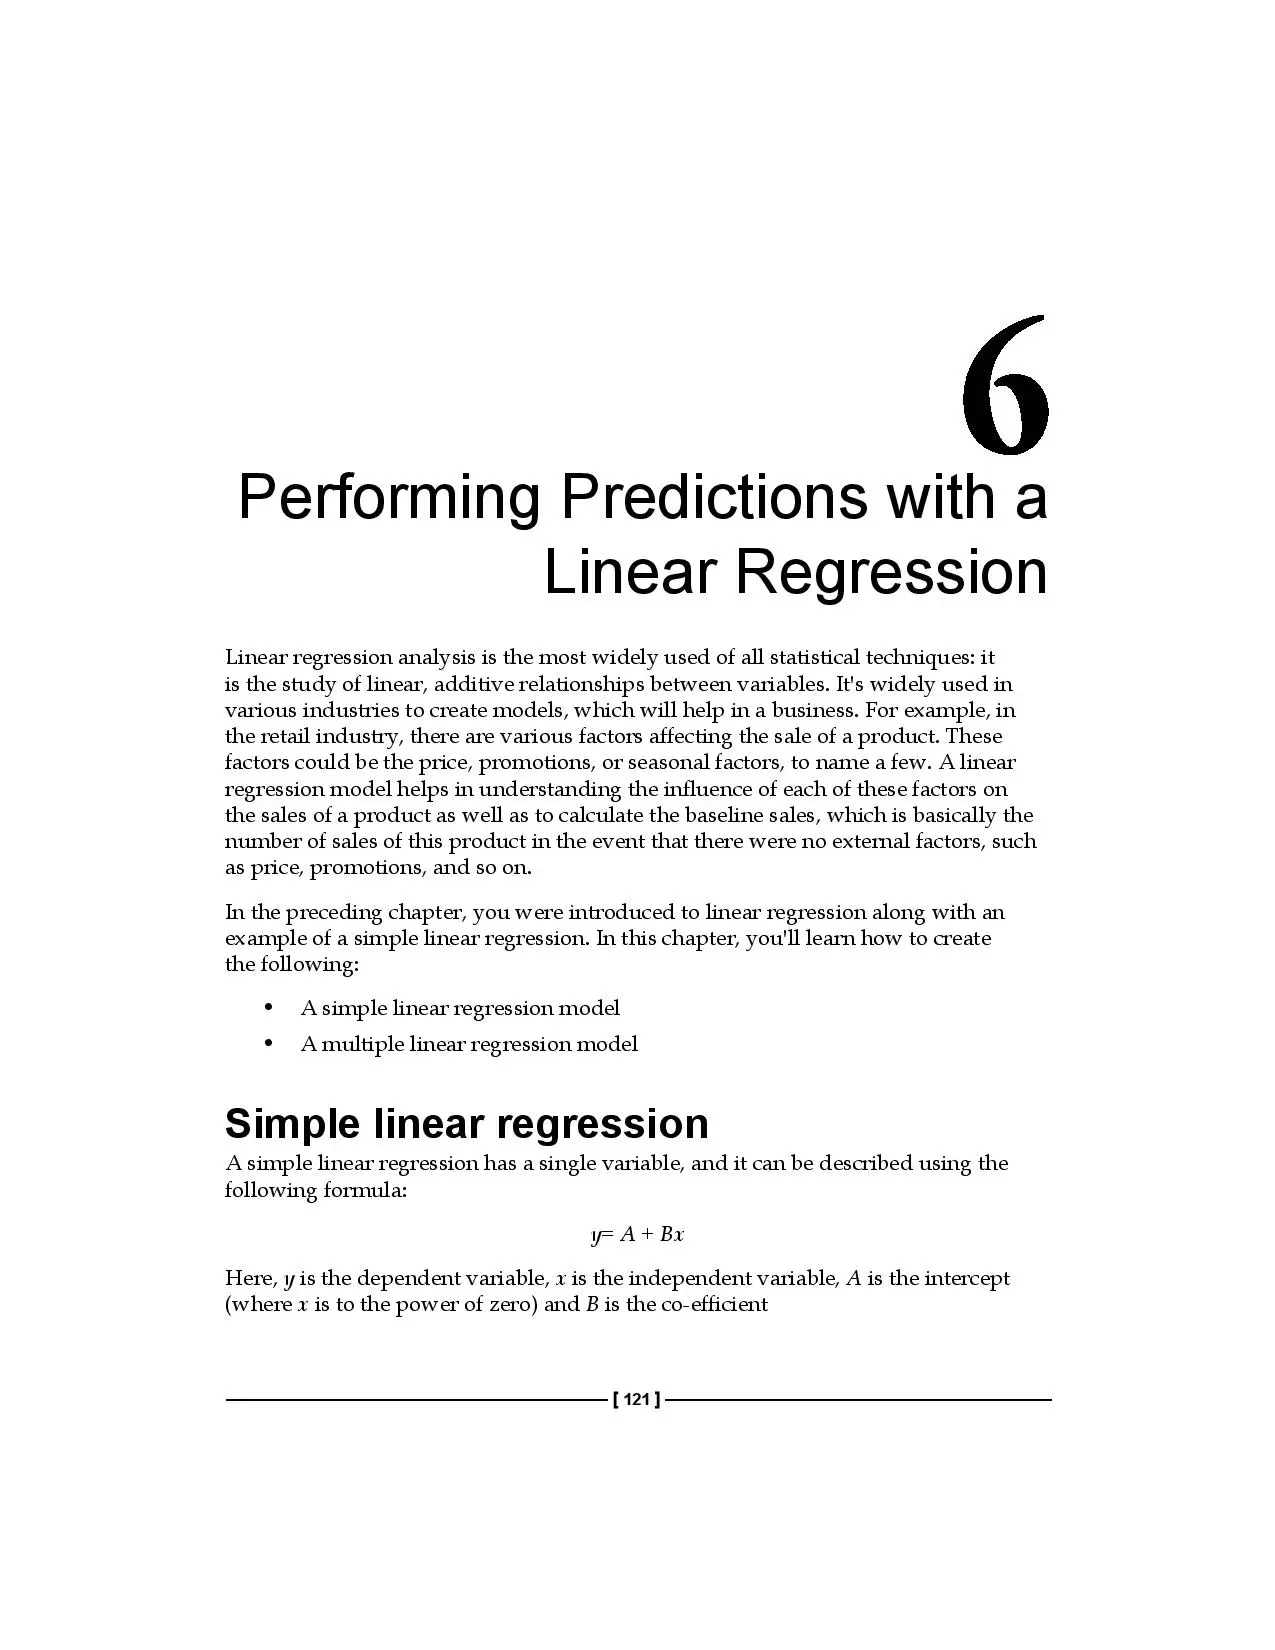 6
Performing Predictions with a
Linear Regression
Linear regression analysis is the most widely used of all statistical techniques: it
is the study of linear, additive relationships between variables. It's widely used in
various industries to create models, which will help in a business. For example, in
the retail industry, there are various factors affecting the sale of a product. These
factors could be the price, promotions, or seasonal factors, to name a few. A linear
regression model helps in understanding the influence of each of these factors on
the sales of a product as well as to calculate the baseline sales, which is basically the
number of sales of this product in the event that there were no external factors, such
as price, promotions, and so on.
In the preceding chapter, you were introduced to linear regression along with an
example of a simple linear regression. In this chapter, you'll learn how to create
the following:
• A simple linear regression model
• A multiple linear regression model
Simple linear regression
A simple linear regression has a single variable, and it can be described using the
following formula:
y= A + Bx
Here, y is the dependent variable, x is the independent variable, A is the intercept
(where x is to the power of zero) and B is the co-efficient
[ 121 ]